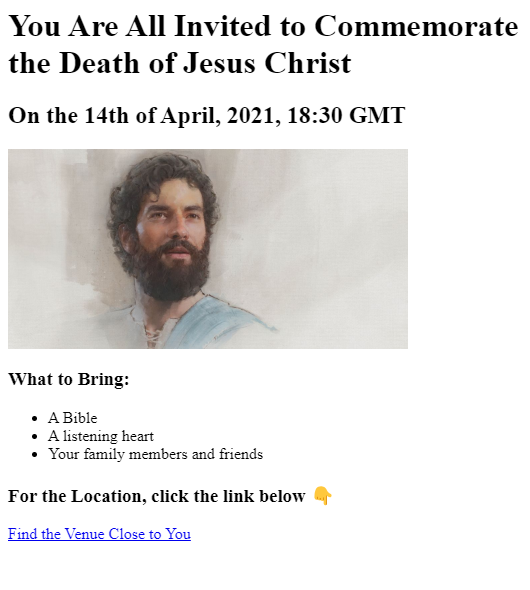 You Are All Invited to Commemorate
the Death of Jesus Christ
On the 14th of April, 2021, 18:30 GMT
What to Bring:
A Bible
A listening heart
Your family members and friends
For the Location, click the link below 👇
Find the Venue Close to You